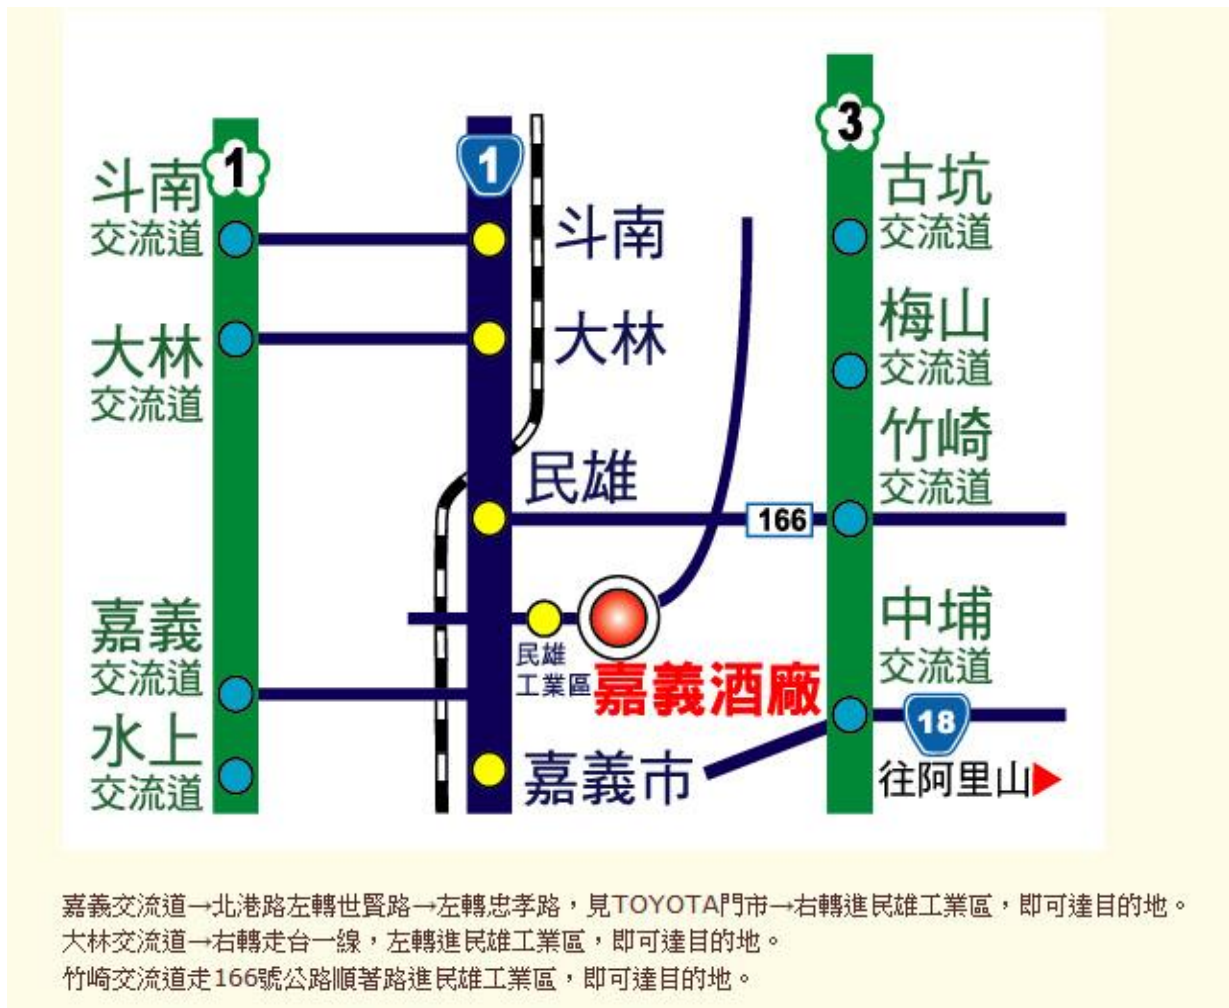 1
1
3
斗南
交流道
斗南
古坑
交流道
大林
交流道
大林
梅山
交流道
民雄
竹崎
交流道
166
嘉義
交流道
民雄
工業區
嘉義酒廠
中埔
交流道
18
水上
交流道
嘉義市
往阿里山
嘉義交流道→北港路左轉世賢路→左轉忠孝路，見TOYOTA門市→右轉進民雄工業區，即可達目的地。
大林交流道→右轉走台一線，左轉進民雄工業區，即可達目的地。
竹崎交流道走166號公路順著路進民雄工業區，即可達目的地。